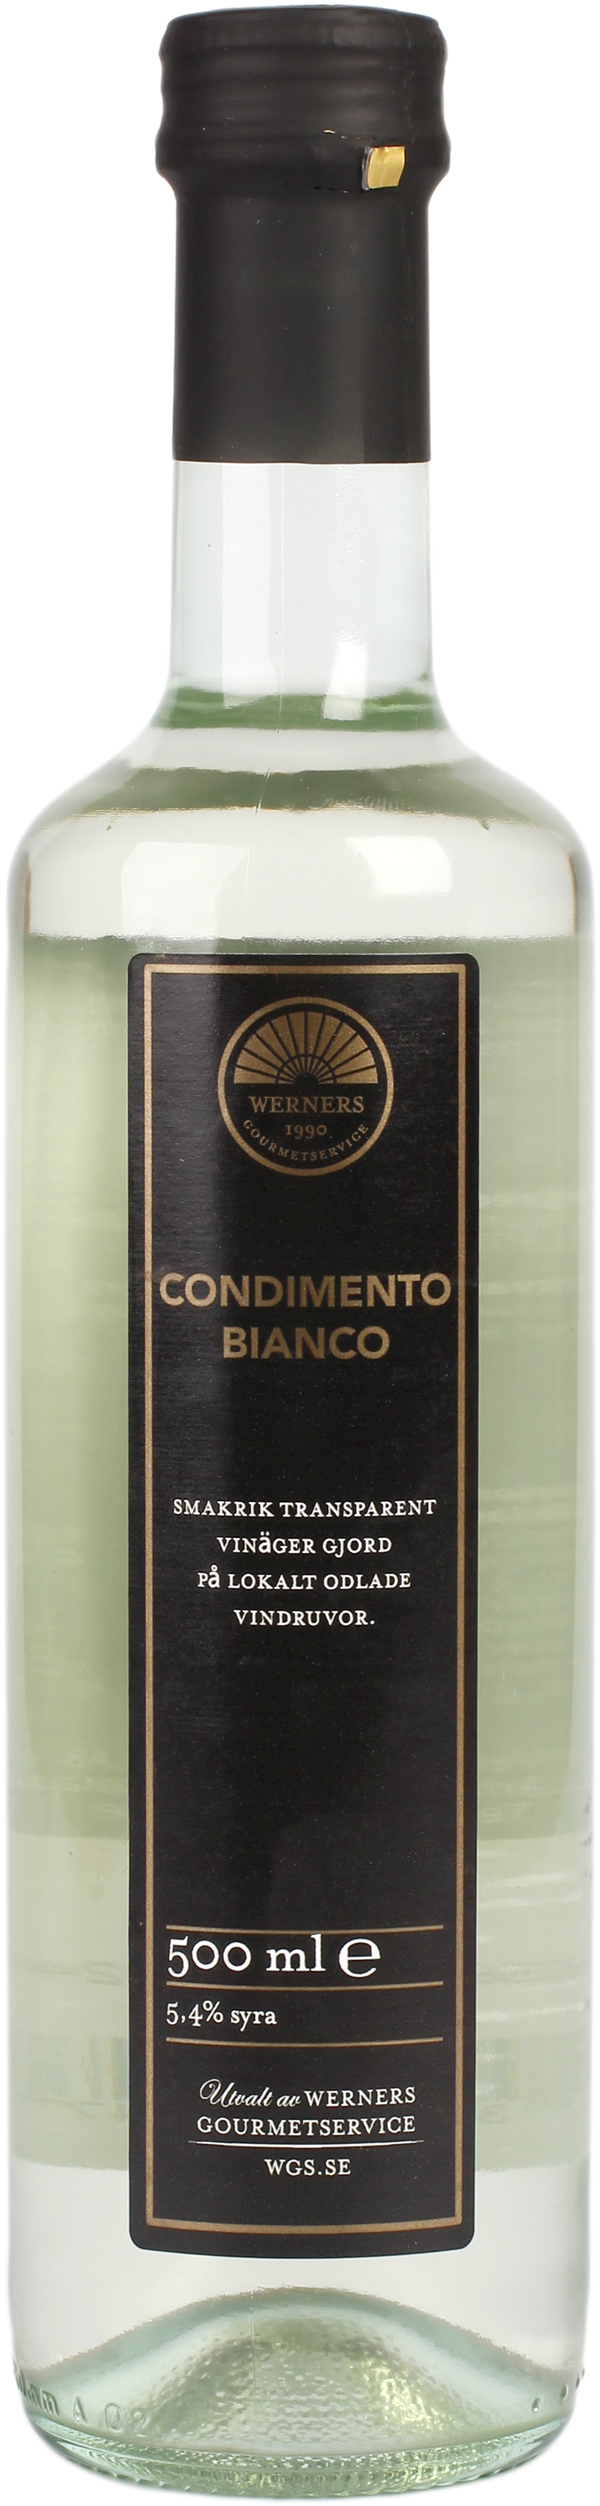 WERNERS
1990
GOURMETSERVICE
CONDIMENTO
BIANCO
SMAKRIK TRANSPARENT
VINäGER GJORD
På LOKALT ODLADE
VINDRUVOR.
500 ml ℮
5,4% syra
Utvalt av WERNERS
GOURMETSERVICE
WGS.SE